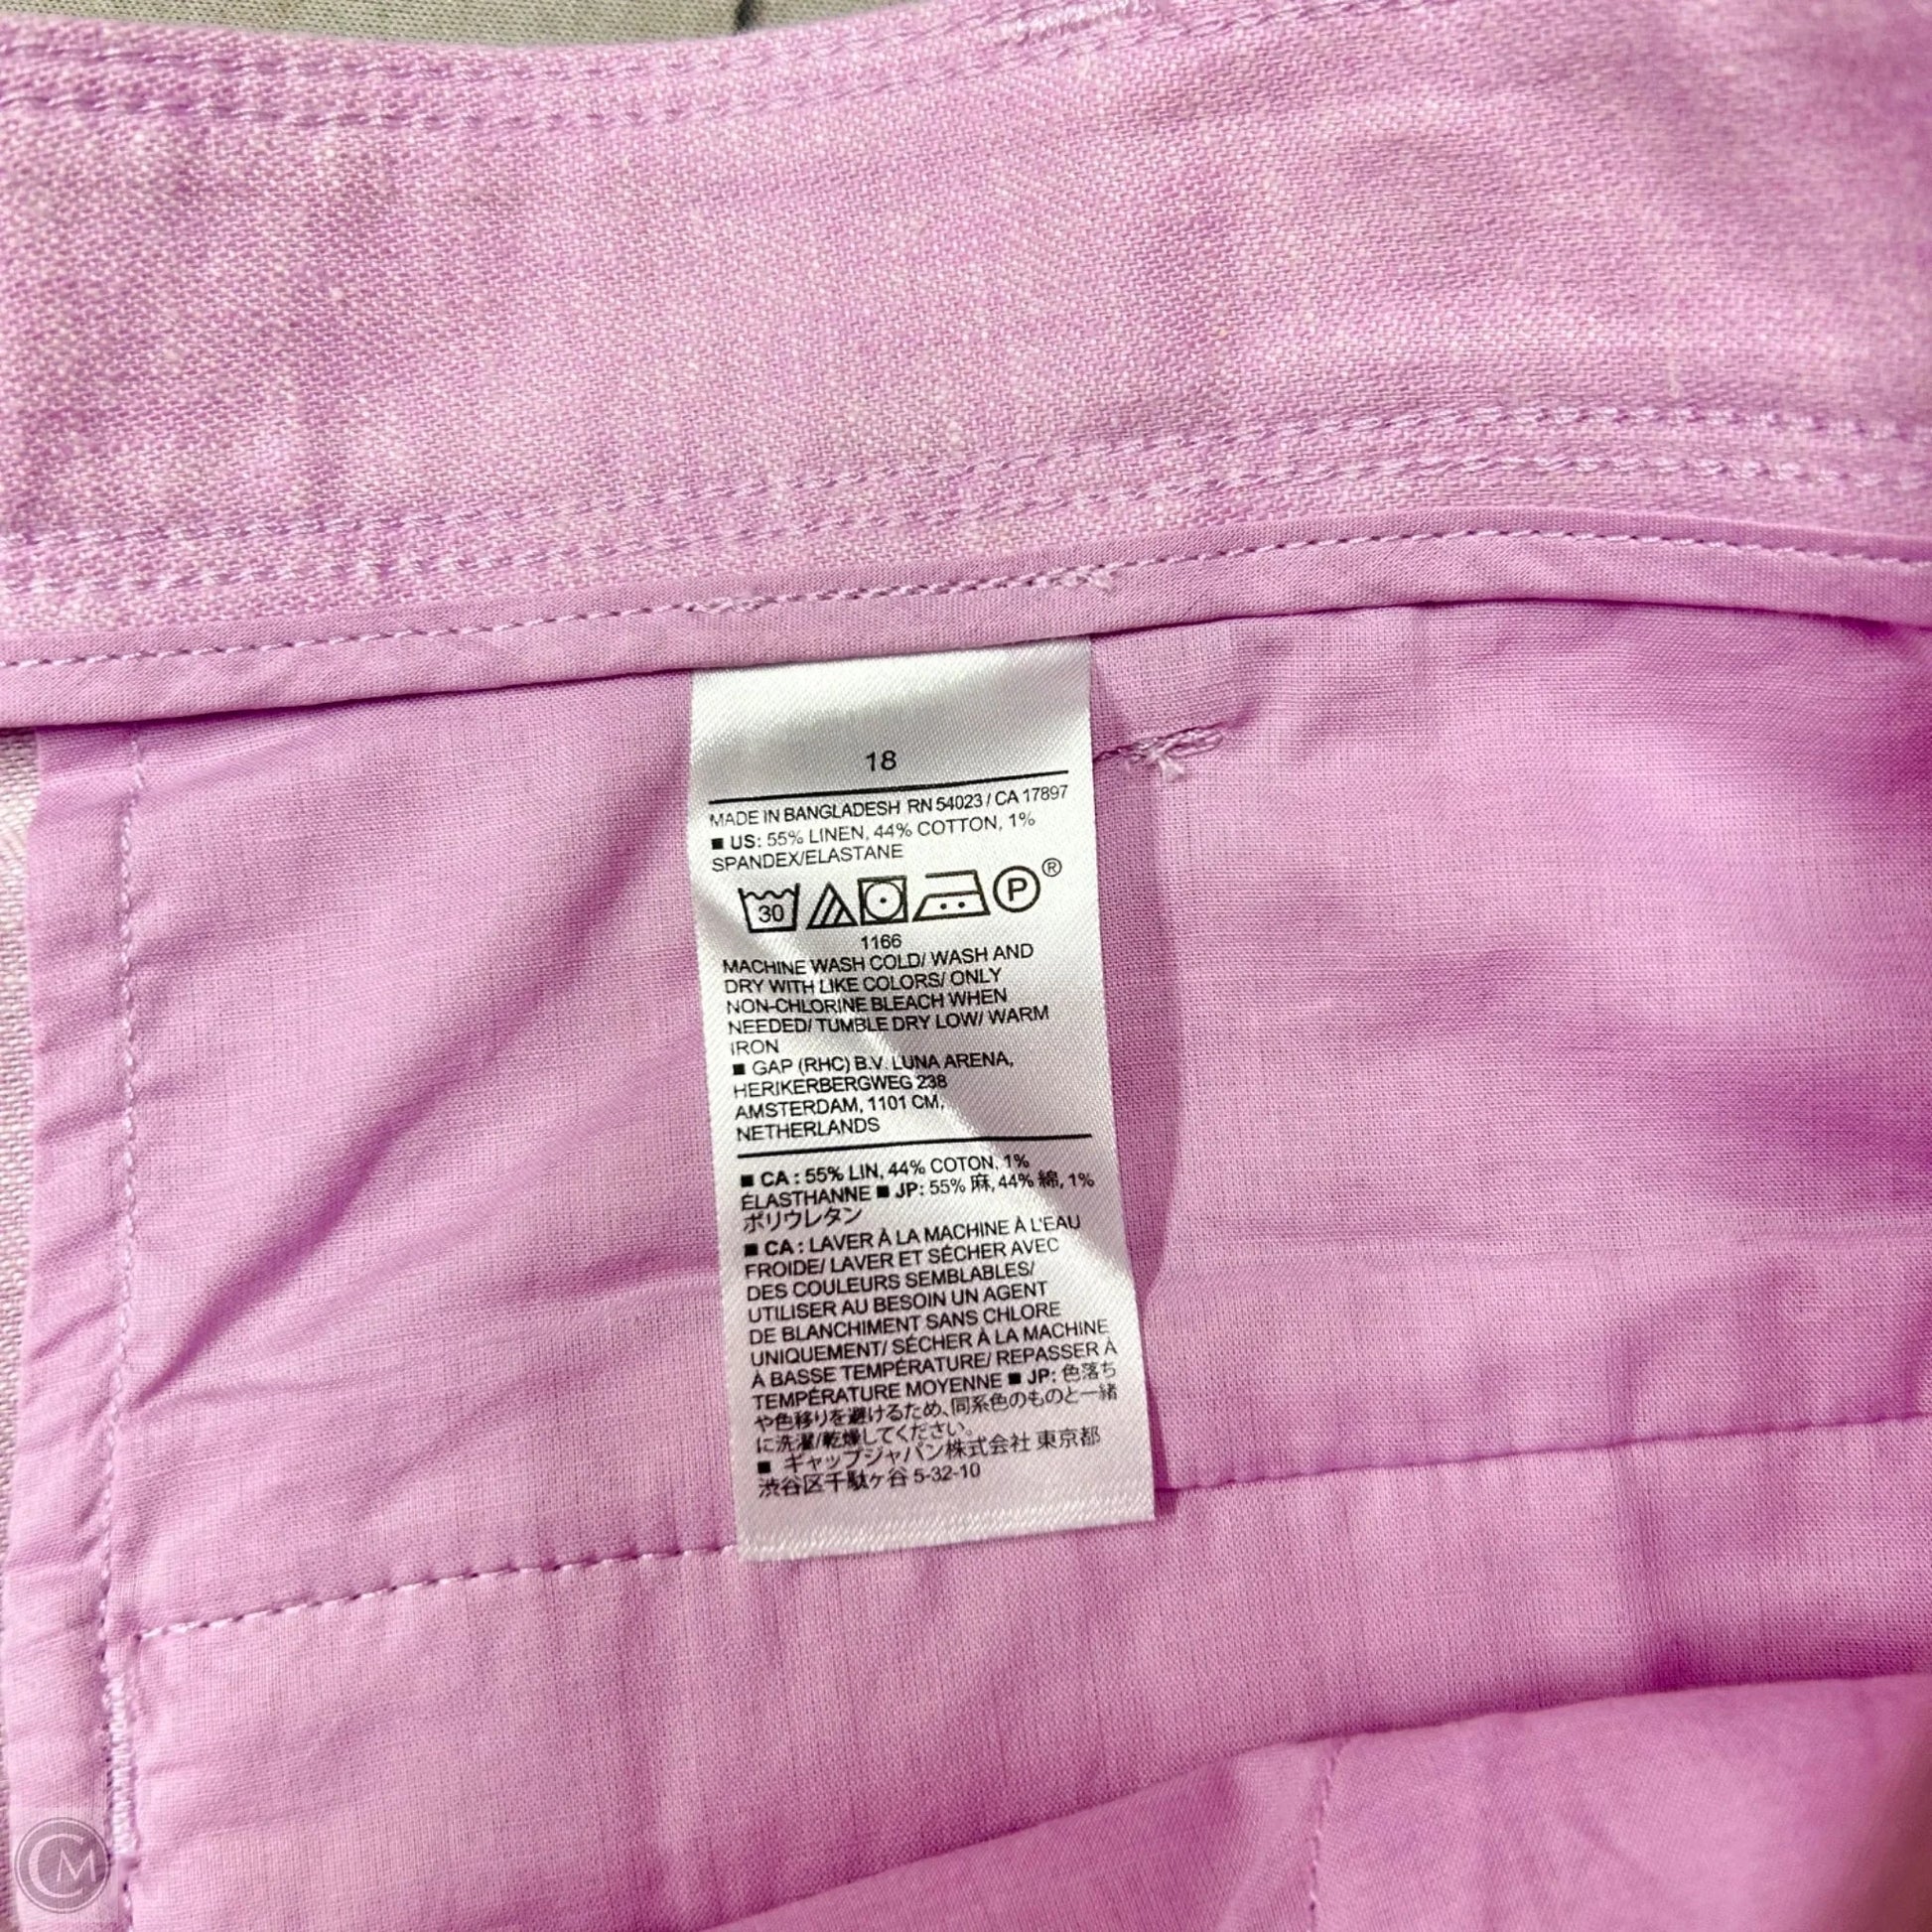 18
MADE IN BANGLADESH RN 54023 / CA 17897
■ US: 55% LINEN, 44% COTTON, 1%
SPANDEX/ELASTANE
30 P ®
1166
MACHINE WASH COLD/ WASH AND
DRY WITH LIKE COLORS/ ONLY
NON-CHLORINE BLEACH WHEN
NEEDED/ TUMBLE DRY LOW/ WARM
IRON
■ GAP (RHC) B.V. LUNA ARENA,
HERIKERBERGWEG 238
AMSTERDAM, 1101 CM,
NETHERLANDS
■ CA : 55% LIN, 44% COTON, 1%
ÉLASTHANNE ■ JP: 55% 麻, 44% 綿, 1%
ポリウレタン
■ CA : LAVER À LA MACHINE À L'EAU
FROIDE/ LAVER ET SÉCHER AVEC
DES COULEURS SEMBLABLES/
UTILISER AU BESOIN UN AGENT
DE BLANCHIMENT SANS CHLORE
UNIQUEMENT/ SÉCHER À LA MACHINE
À BASSE TEMPÉRATURE/ REPASSER À
TEMPÉRATURE MOYENNE ■ JP: 色落ち
や色移りを避けるため、同系色のものと一緒
に洗濯/乾燥してください。
■ ギャップジャパン株式会社 東京都
渋谷区千駄ヶ谷 5-32-10
CM